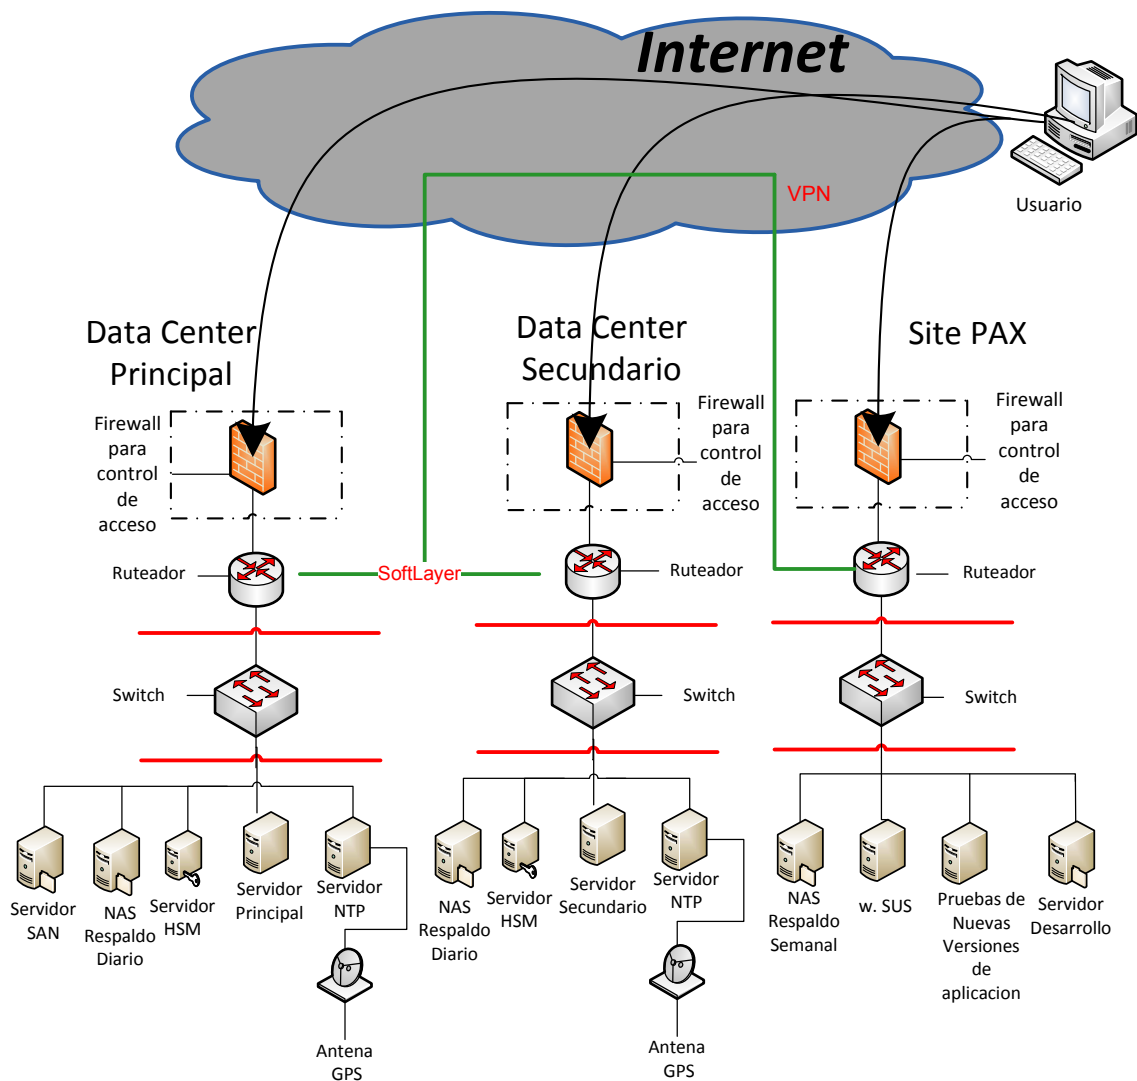 Internet
Usuario
VPN
Data Center
Principal
Data Center
Secundario
Site PAX
Firewall
para
control
de
acceso
Firewall
para
control
de
acceso
Firewall
para
control
de
acceso
Ruteador
SoftLayer
Ruteador
Ruteador
Switch
Switch
Switch
Servidor
SAN
NAS
Respaldo
Diario
Servidor
HSM
Servidor
Principal
Servidor
NTP
NAS
Respaldo
Diario
Servidor
HSM
Servidor
Secundario
Servidor
NTP
NAS
Respaldo
Semanal
w. SUS
Pruebas de
Nuevas
Versiones
de
aplicacion
Servidor
Desarrollo
Antena
GPS
Antena
GPS